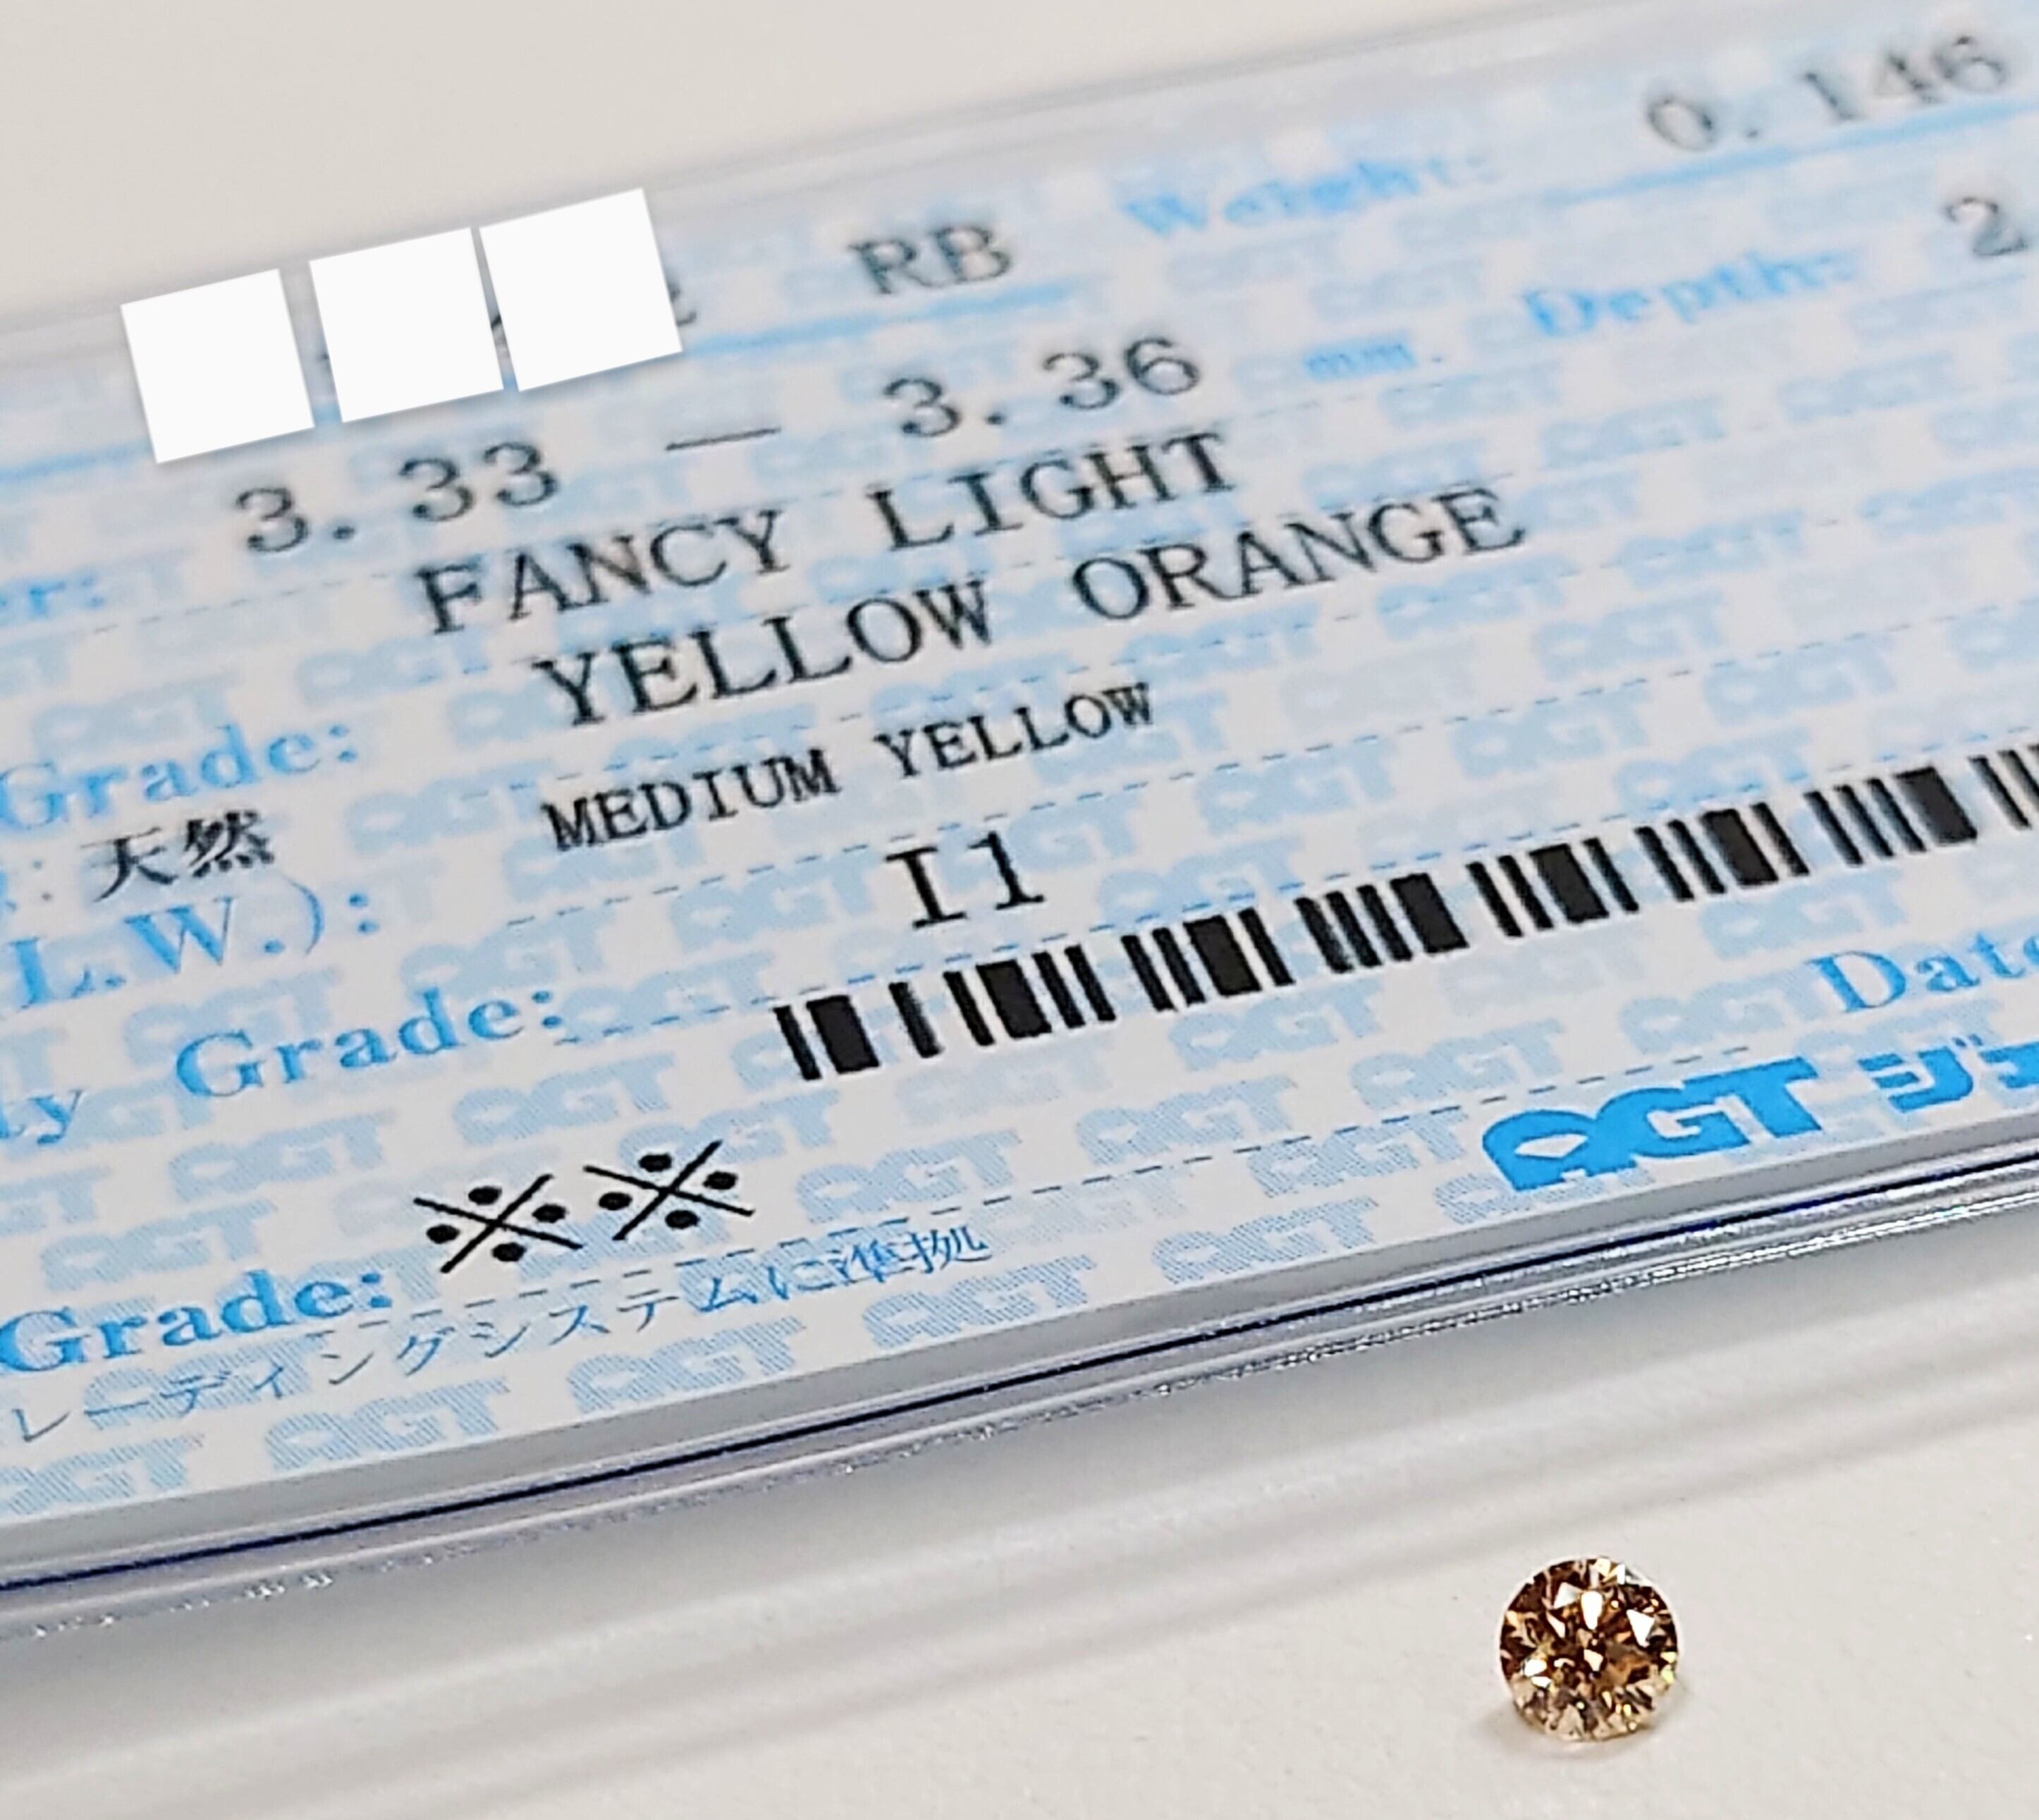 RB Weight: 0.146
3.33 — 3.36 mm. Depth: 2.
Grade: FANCY LIGHT
YELLOW ORANGE
天然 MEDIUM YELLOW
L.W.):
Grade: I1
Date
Grade: ※※
AGT ジェ
レーディングシステムに準拠